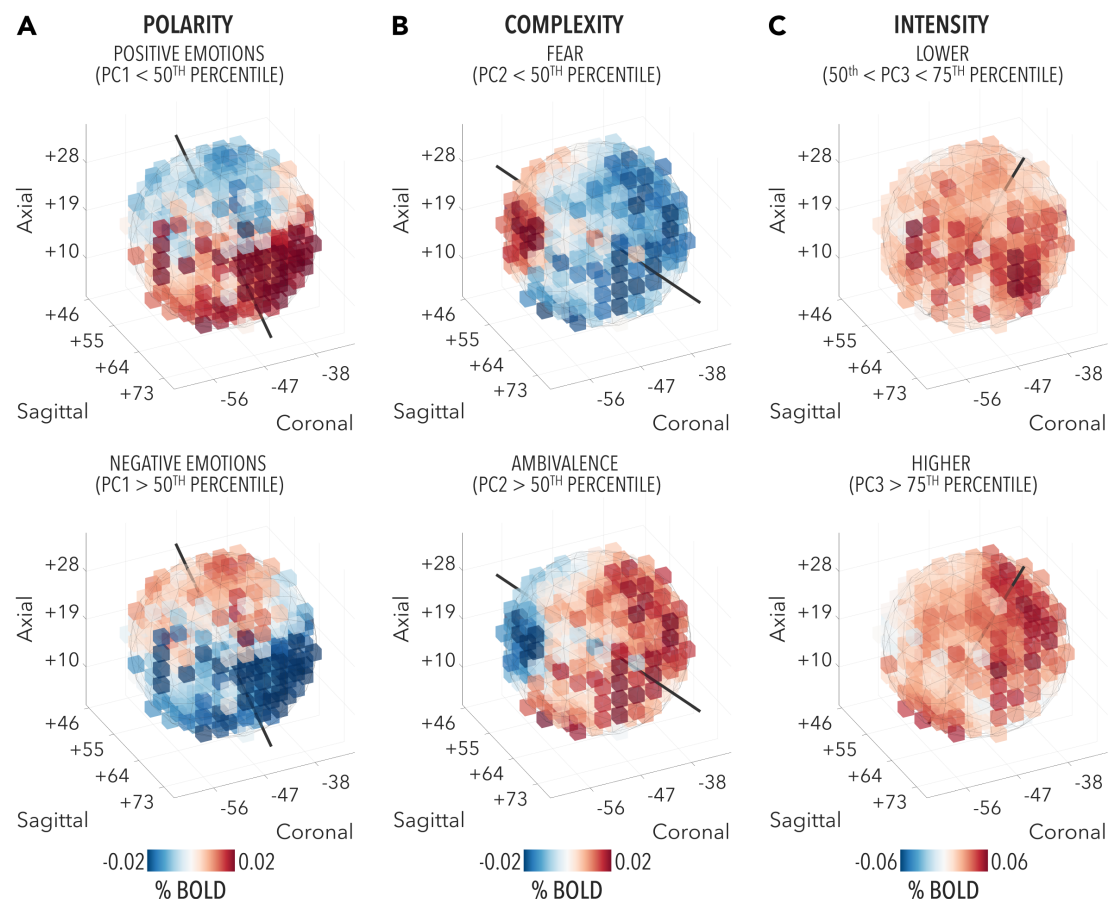 A
POLARITY
POSITIVE EMOTIONS
(PC1 < 50TH PERCENTILE)
Axial
+28
+19
+10
+46
+55
+64
+73
-56
-47
-38
Sagittal
Coronal
NEGATIVE EMOTIONS
(PC1 > 50TH PERCENTILE)
Axial
+28
+19
+10
+46
+55
+64
+73
-56
-47
-38
Sagittal
Coronal
-0.02 0.02
% BOLD
B
COMPLEXITY
FEAR
(PC2 < 50TH PERCENTILE)
Axial
+28
+19
+10
+46
+55
+64
+73
-56
-47
-38
Sagittal
Coronal
AMBIVALENCE
(PC2 > 50TH PERCENTILE)
Axial
+28
+19
+10
+46
+55
+64
+73
-56
-47
-38
Sagittal
Coronal
-0.02 0.02
% BOLD
C
INTENSITY
LOWER
(50th < PC3 < 75TH PERCENTILE)
Axial
+28
+19
+10
+46
+55
+64
+73
-56
-47
-38
Sagittal
Coronal
HIGHER
(PC3 > 75TH PERCENTILE)
Axial
+28
+19
+10
+46
+55
+64
+73
-56
-47
-38
Sagittal
Coronal
-0.06 0.06
% BOLD